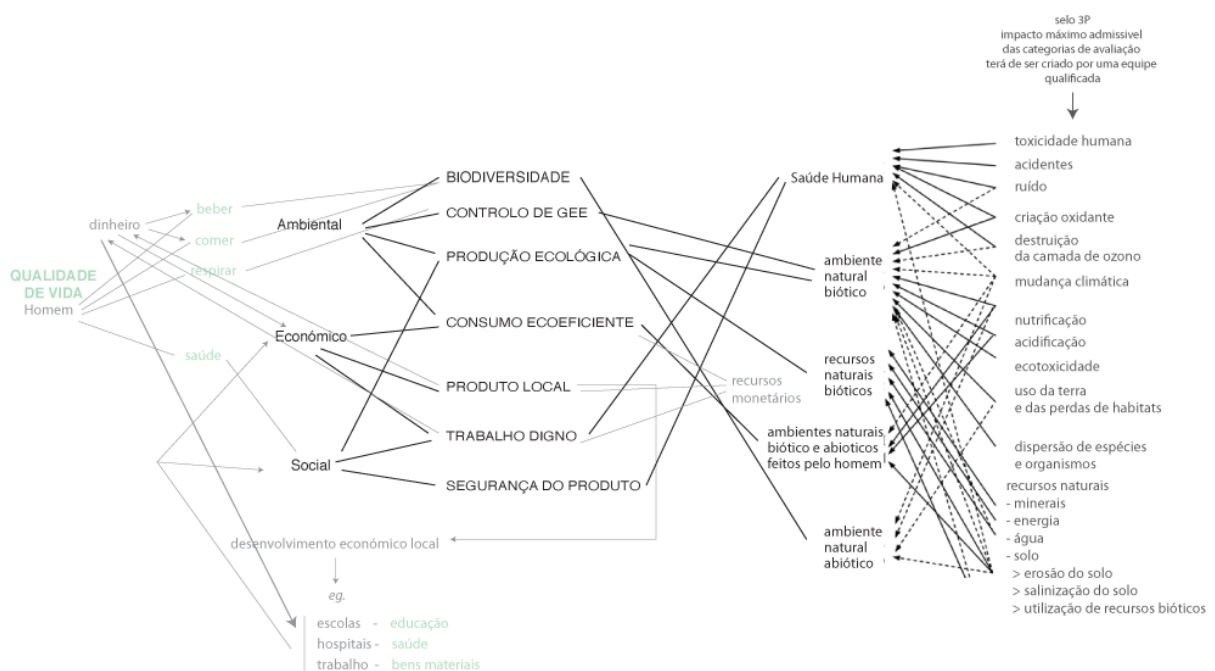 selo 3P
impacto máximo admissivel
das categorias de avaliação
terá de ser criado por uma equipe
qualificada
QUALIDADE
DE VIDA
Homem
dinheiro
beber
comer
respirar
saúde
Ambiental
Económico
Social
BIODIVERSIDADE
CONTROLO DE GEE
PRODUÇÃO ECOLÓGICA
CONSUMO ECOEFICIENTE
PRODUTO LOCAL
TRABALHO DIGNO
SEGURANÇA DO PRODUTO
desenvolvimento económico local
eg.
escolas - educação
hospitais - saúde
trabalho - bens materiais
recursos
monetários
Saúde Humana
ambiente
natural
biótico
recursos
naturais
bióticos
ambientes naturais
biótico e abioticos
feitos pelo homem
ambiente
natural
abiótico
toxicidade humana
acidentes
ruído
criação oxidante
destruição
da camada de ozono
mudança climática
nutrificação
acidificação
ecotoxicidade
uso da terra
e das perdas de habitats
dispersão de espécies
e organismos
recursos naturais
- minerais
- energia
- água
- solo
> erosão do solo
> salinização do solo
> utilização de recursos bióticos